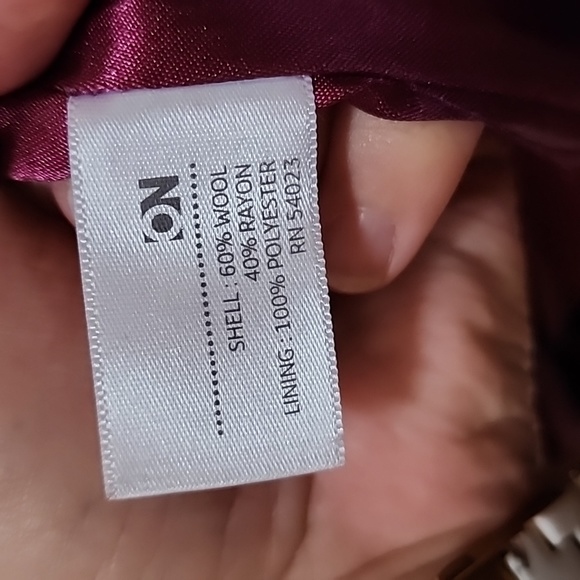 ON
SHELL : 60% WOOL
40% RAYON
LINING : 100% POLYESTER
RN 54023